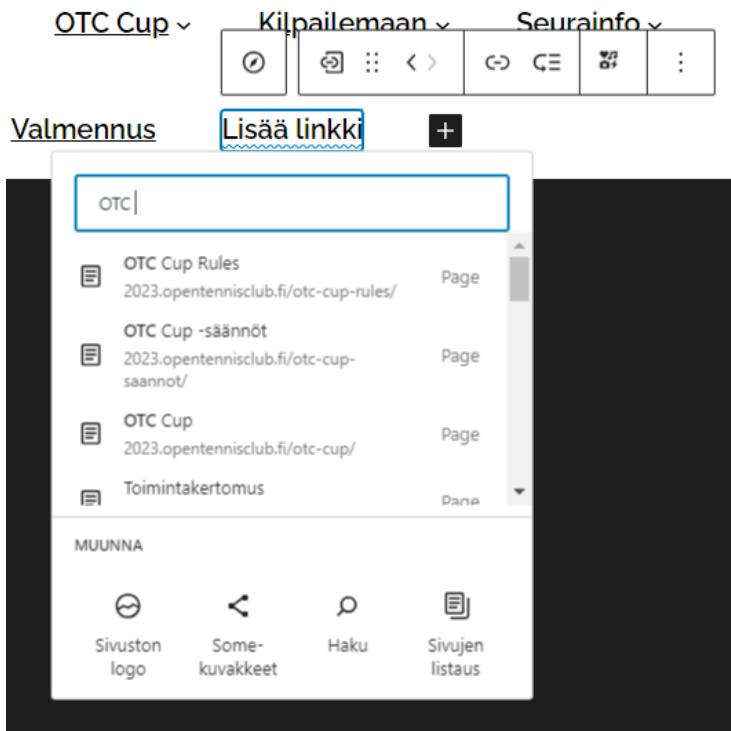 OTC Cup Kilpailemaan Seurainfo
Valmennus Lisää linkki
OTC
OTC Cup Rules
2023.opentennisclub.fi/otc-cup-rules/ Page
OTC Cup -säännöt
2023.opentennisclub.fi/otc-cup- Page
saannot/
OTC Cup
2023.opentennisclub.fi/otc-cup/ Page
Toimintakertomus
Page
MUUNNA
Sivuston Some- Haku Sivujen
logo kuvakkeet listaus